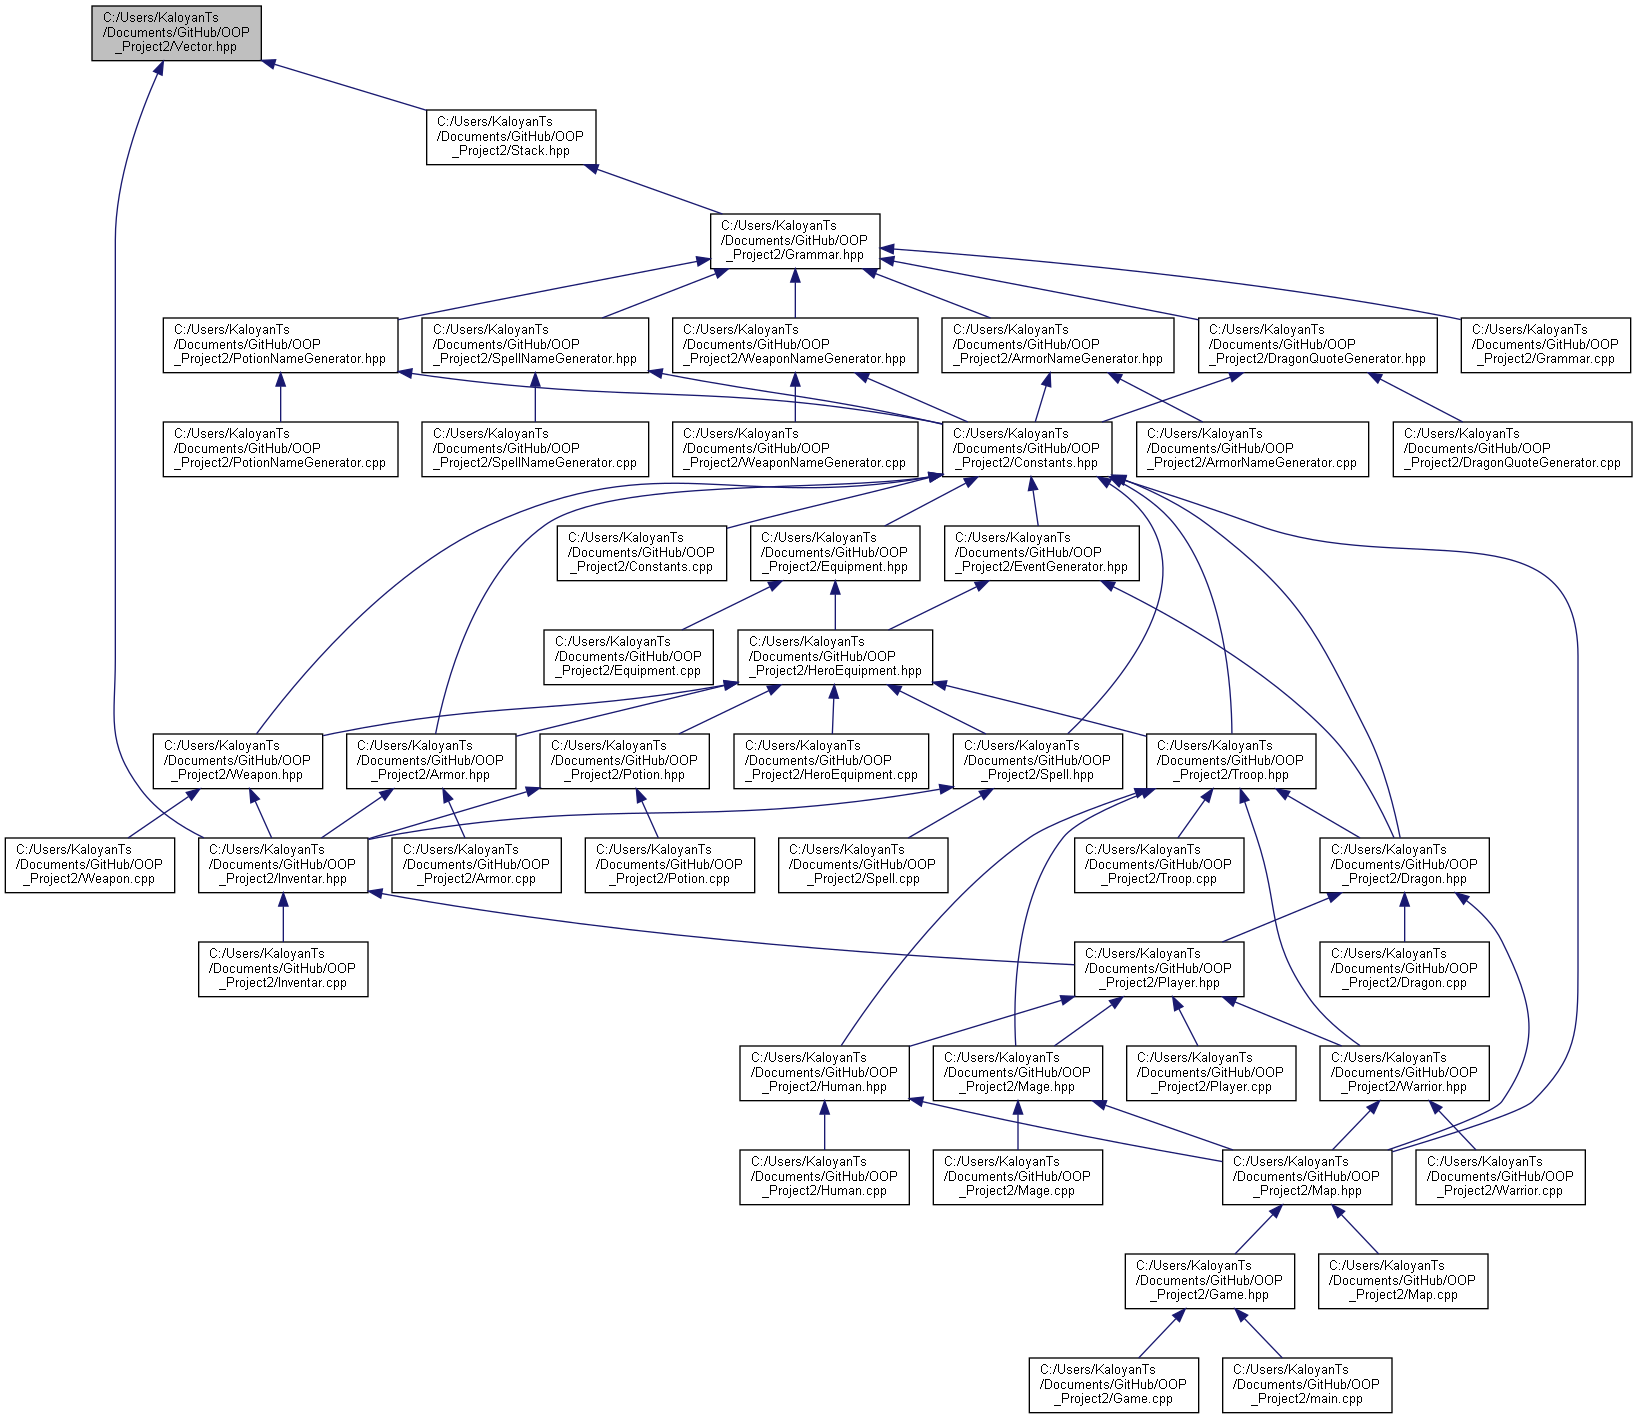 C:/Users/KaloyanTs
/Documents/GitHub/OOP
_Project2/Vector.hpp
C:/Users/KaloyanTs
/Documents/GitHub/OOP
_Project2/Stack.hpp
C:/Users/KaloyanTs
/Documents/GitHub/OOP
_Project2/Grammar.hpp
C:/Users/KaloyanTs
/Documents/GitHub/OOP
_Project2/PotionNameGenerator.hpp
C:/Users/KaloyanTs
/Documents/GitHub/OOP
_Project2/SpellNameGenerator.hpp
C:/Users/KaloyanTs
/Documents/GitHub/OOP
_Project2/WeaponNameGenerator.hpp
C:/Users/KaloyanTs
/Documents/GitHub/OOP
_Project2/ArmorNameGenerator.hpp
C:/Users/KaloyanTs
/Documents/GitHub/OOP
_Project2/DragonQuoteGenerator.hpp
C:/Users/KaloyanTs
/Documents/GitHub/OOP
_Project2/Grammar.cpp
C:/Users/KaloyanTs
/Documents/GitHub/OOP
_Project2/PotionNameGenerator.cpp
C:/Users/KaloyanTs
/Documents/GitHub/OOP
_Project2/SpellNameGenerator.cpp
C:/Users/KaloyanTs
/Documents/GitHub/OOP
_Project2/WeaponNameGenerator.cpp
C:/Users/KaloyanTs
/Documents/GitHub/OOP
_Project2/Constants.hpp
C:/Users/KaloyanTs
/Documents/GitHub/OOP
_Project2/ArmorNameGenerator.cpp
C:/Users/KaloyanTs
/Documents/GitHub/OOP
_Project2/DragonQuoteGenerator.cpp
C:/Users/KaloyanTs
/Documents/GitHub/OOP
_Project2/Constants.cpp
C:/Users/KaloyanTs
/Documents/GitHub/OOP
_Project2/Equipment.hpp
C:/Users/KaloyanTs
/Documents/GitHub/OOP
_Project2/EventGenerator.hpp
C:/Users/KaloyanTs
/Documents/GitHub/OOP
_Project2/Equipment.cpp
C:/Users/KaloyanTs
/Documents/GitHub/OOP
_Project2/HeroEquipment.hpp
C:/Users/KaloyanTs
/Documents/GitHub/OOP
_Project2/Weapon.hpp
C:/Users/KaloyanTs
/Documents/GitHub/OOP
_Project2/Armor.hpp
C:/Users/KaloyanTs
/Documents/GitHub/OOP
_Project2/Potion.hpp
C:/Users/KaloyanTs
/Documents/GitHub/OOP
_Project2/HeroEquipment.cpp
C:/Users/KaloyanTs
/Documents/GitHub/OOP
_Project2/Spell.hpp
C:/Users/KaloyanTs
/Documents/GitHub/OOP
_Project2/Troop.hpp
C:/Users/KaloyanTs
/Documents/GitHub/OOP
_Project2/Weapon.cpp
C:/Users/KaloyanTs
/Documents/GitHub/OOP
_Project2/Inventar.hpp
C:/Users/KaloyanTs
/Documents/GitHub/OOP
_Project2/Armor.cpp
C:/Users/KaloyanTs
/Documents/GitHub/OOP
_Project2/Potion.cpp
C:/Users/KaloyanTs
/Documents/GitHub/OOP
_Project2/Spell.cpp
C:/Users/KaloyanTs
/Documents/GitHub/OOP
_Project2/Troop.cpp
C:/Users/KaloyanTs
/Documents/GitHub/OOP
_Project2/Dragon.hpp
C:/Users/KaloyanTs
/Documents/GitHub/OOP
_Project2/Inventar.cpp
C:/Users/KaloyanTs
/Documents/GitHub/OOP
_Project2/Player.hpp
C:/Users/KaloyanTs
/Documents/GitHub/OOP
_Project2/Dragon.cpp
C:/Users/KaloyanTs
/Documents/GitHub/OOP
_Project2/Human.hpp
C:/Users/KaloyanTs
/Documents/GitHub/OOP
_Project2/Mage.hpp
C:/Users/KaloyanTs
/Documents/GitHub/OOP
_Project2/Player.cpp
C:/Users/KaloyanTs
/Documents/GitHub/OOP
_Project2/Warrior.hpp
C:/Users/KaloyanTs
/Documents/GitHub/OOP
_Project2/Human.cpp
C:/Users/KaloyanTs
/Documents/GitHub/OOP
_Project2/Mage.cpp
C:/Users/KaloyanTs
/Documents/GitHub/OOP
_Project2/Map.hpp
C:/Users/KaloyanTs
/Documents/GitHub/OOP
_Project2/Warrior.cpp
C:/Users/KaloyanTs
/Documents/GitHub/OOP
_Project2/Game.hpp
C:/Users/KaloyanTs
/Documents/GitHub/OOP
_Project2/Map.cpp
C:/Users/KaloyanTs
/Documents/GitHub/OOP
_Project2/Game.cpp
C:/Users/KaloyanTs
/Documents/GitHub/OOP
_Project2/main.cpp